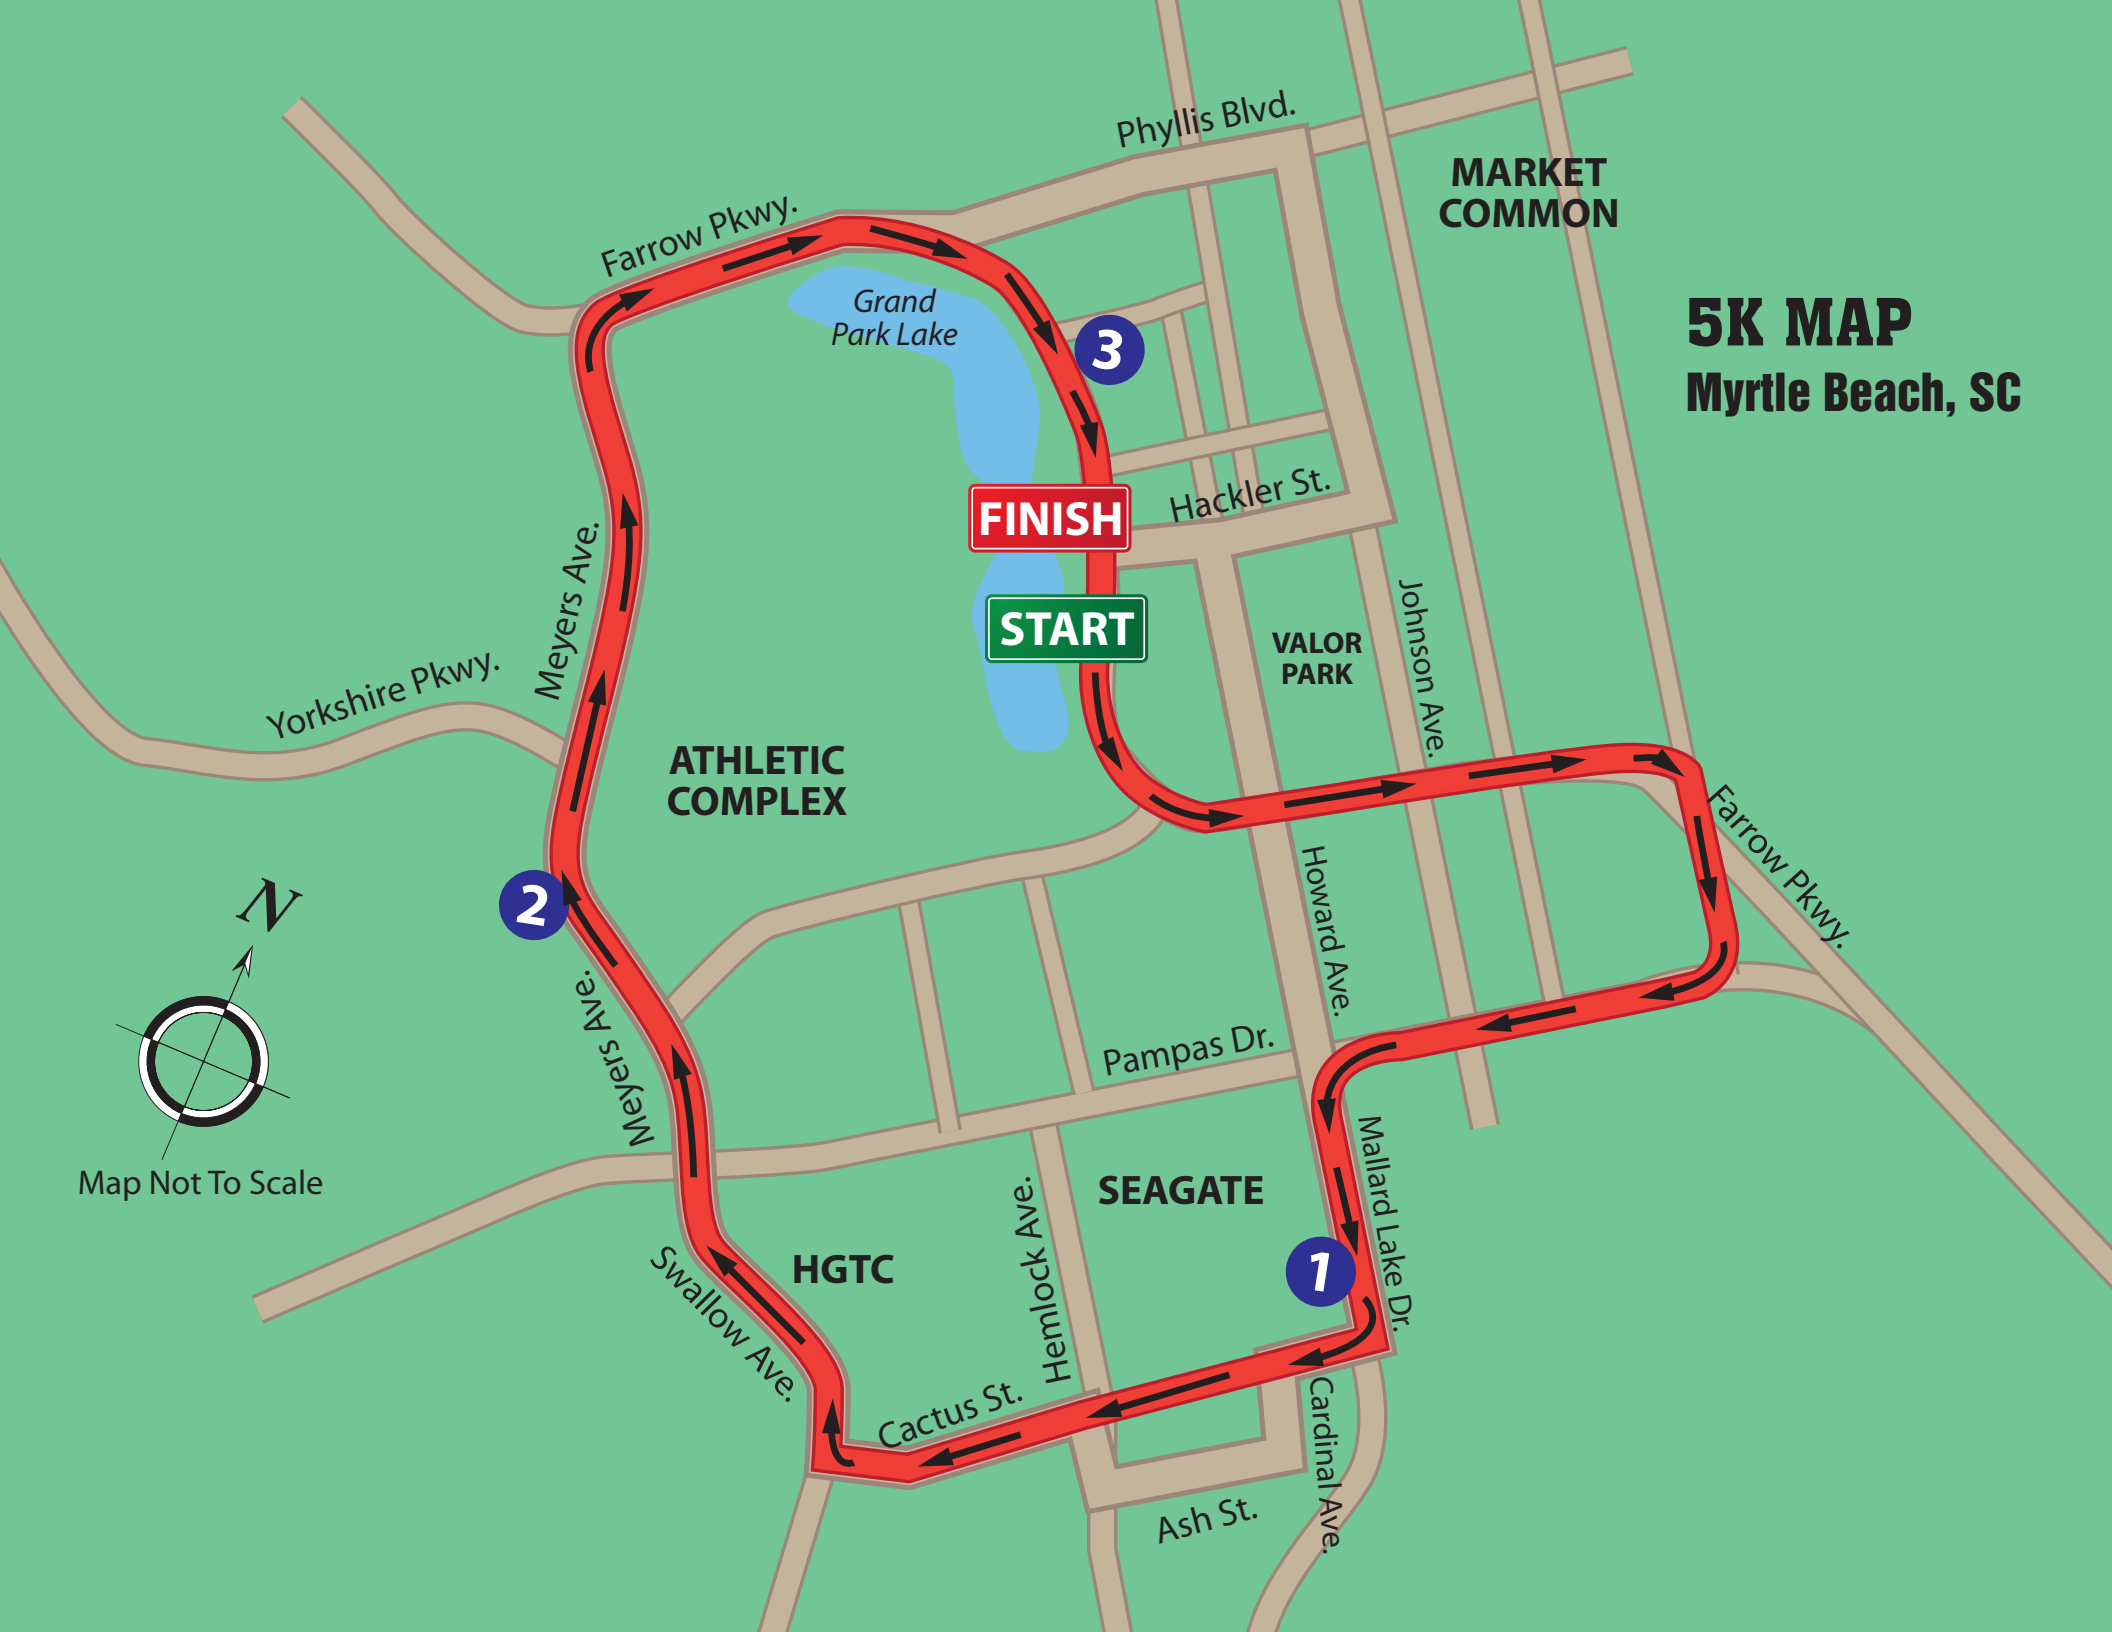 Phyllis Blvd.
MARKET
COMMON
Farrow Pkwy.
Grand
Park Lake
3
5K MAP
Myrtle Beach, SC
Hackler St.
FINISH
START
Meyers Ave.
VALOR
PARK
Johnson Ave.
Yorkshire Pkwy.
ATHLETIC
COMPLEX
Farrow Pkwy.
Howard Ave.
2
N
Meyers Ave.
Pampas Dr.
Map Not To Scale
SEAGATE
Mallard Lake Dr.
HGTC
1
Hemlock Ave.
Swallow Ave.
Cactus St.
Cardinal Ave.
Ash St.